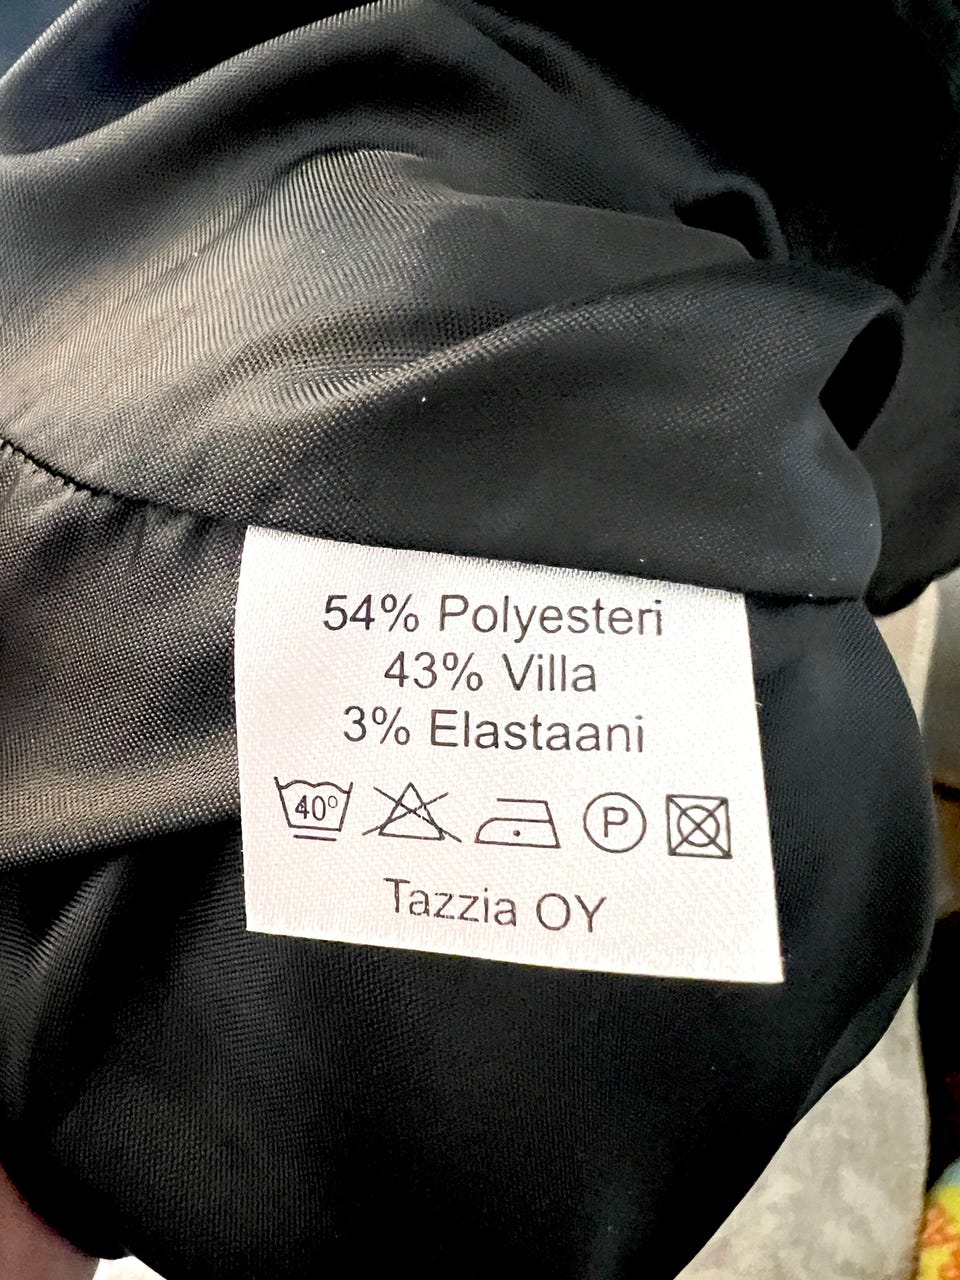 54% Polyesteri
43% Villa
3% Elastaani
40° P
Tazzia OY